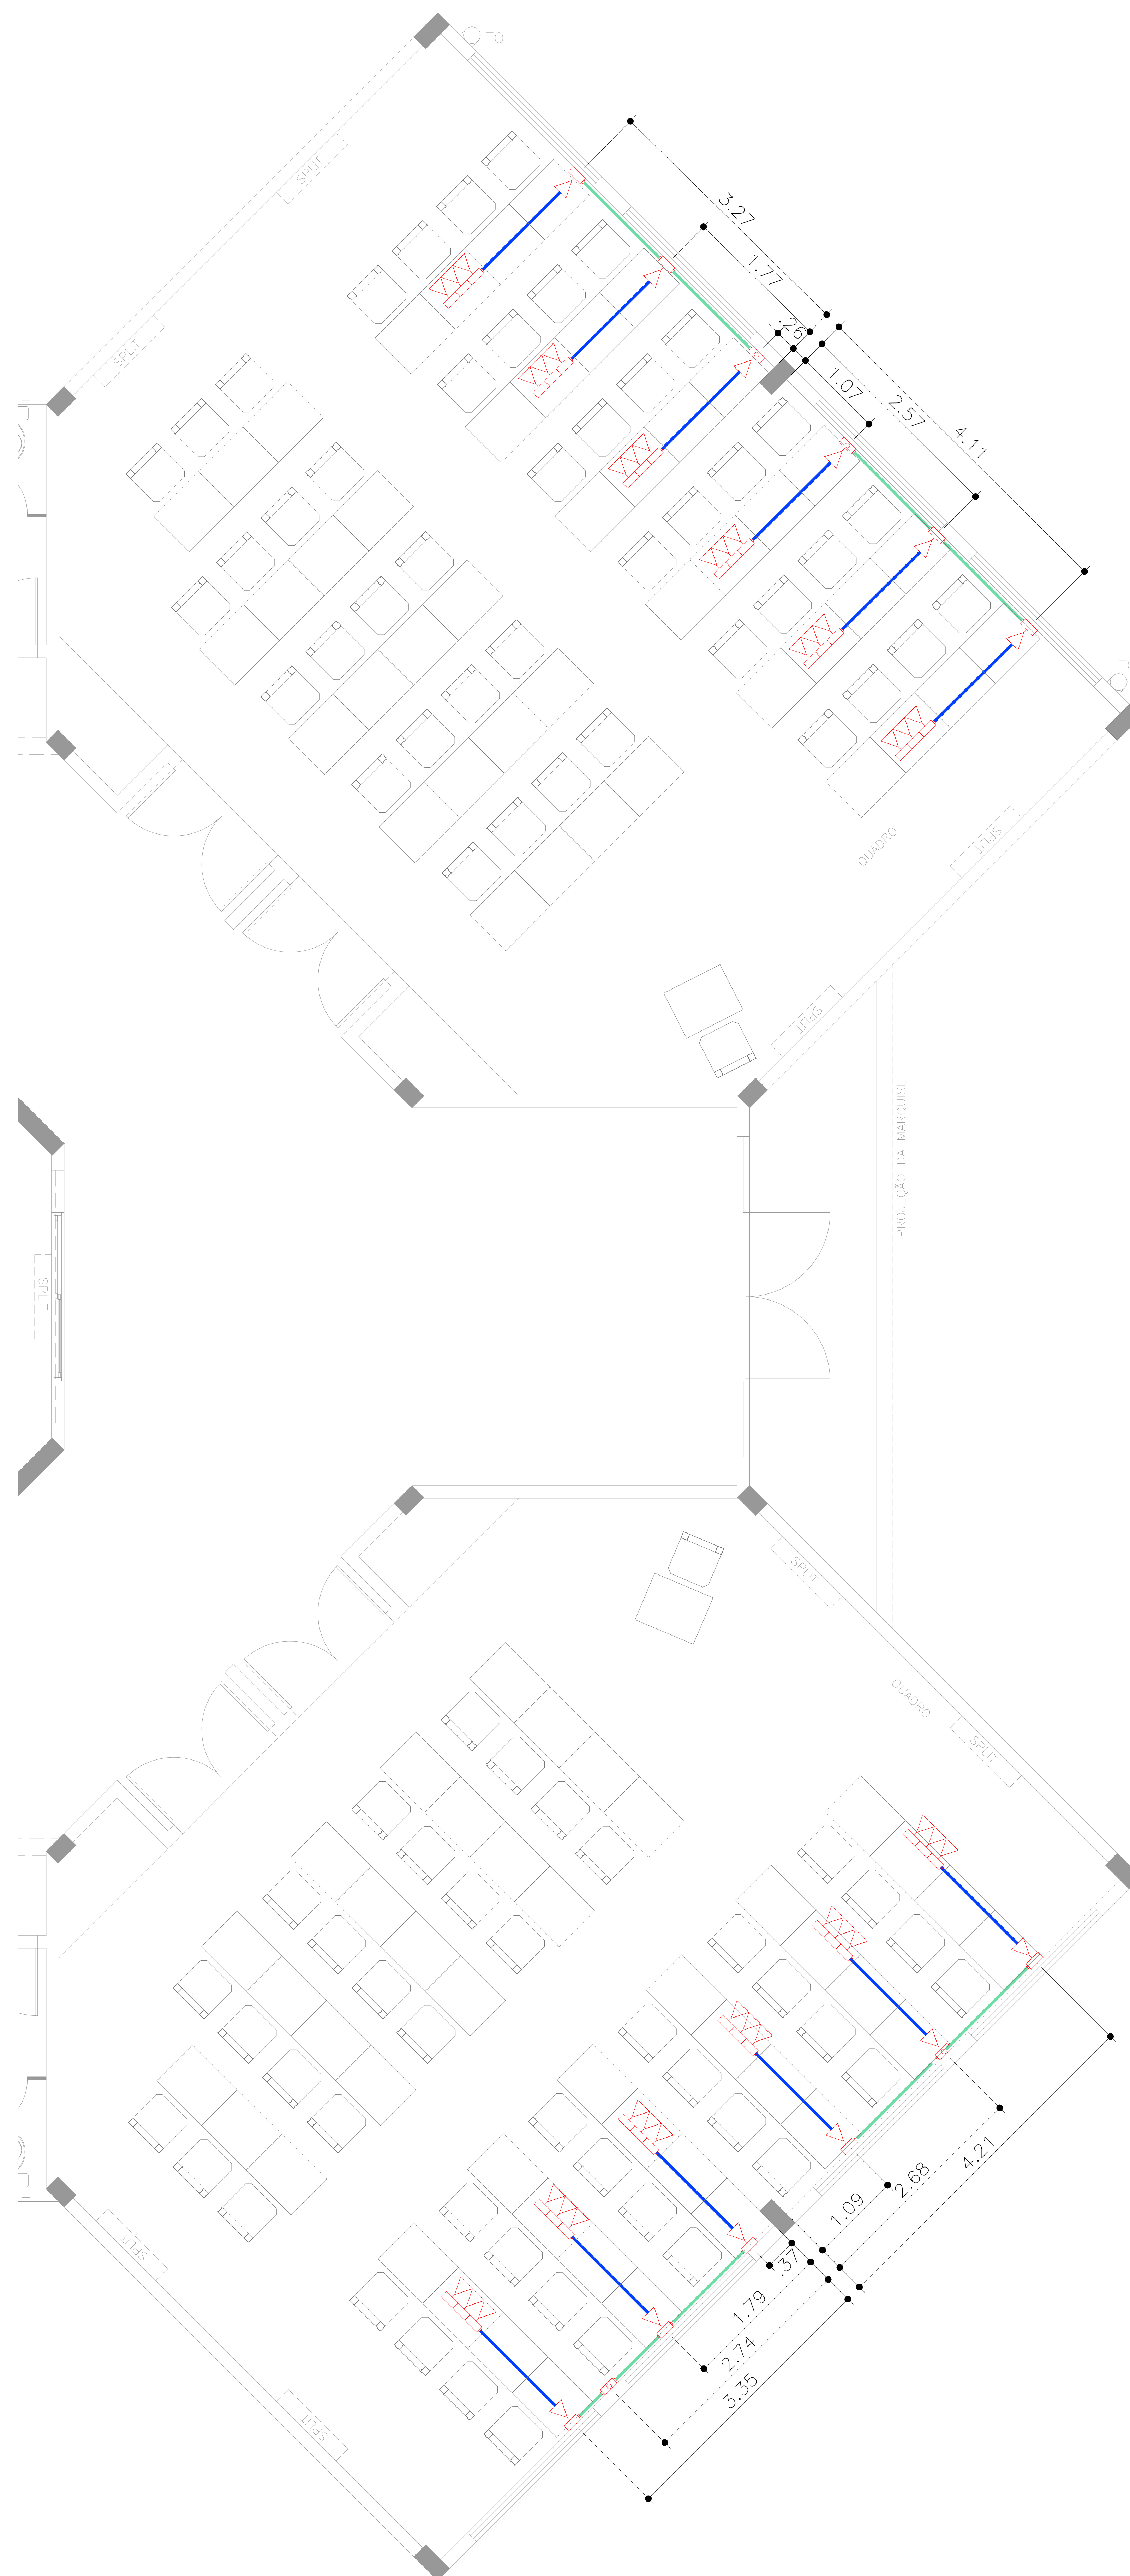 TQ
SPLIT
3.27
1.77
.26
SPLIT
1.07
2.57
4.11
TQ
QUADRO
SPLIT
SPLIT
PROJEÇÃO DA MARQUISE
SPLIT
SPLIT
QUADRO
SPLIT
4.21
2.68
1.09
.37
SPLIT
1.79
2.74
3.35
SPLIT